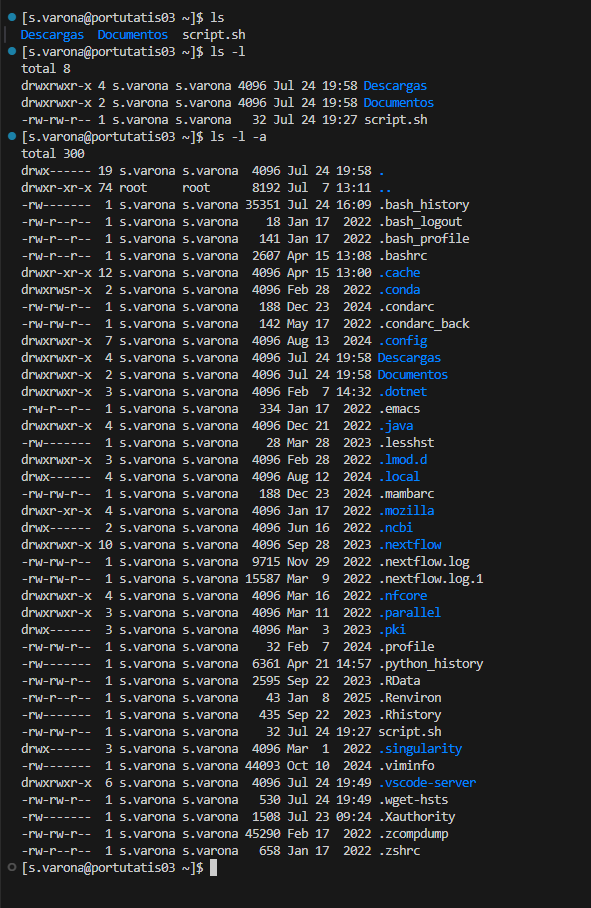 [s.varona@portutatis03 ~]$ ls
Descargas  Documentos  script.sh
[s.varona@portutatis03 ~]$ ls -l
total 8
drwxrwxr-x 4 s.varona s.varona 4096 Jul 24 19:58 Descargas
drwxrwxr-x 2 s.varona s.varona 4096 Jul 24 19:58 Documentos
-rw-rw-r-- 1 s.varona s.varona   32 Jul 24 19:27 script.sh
[s.varona@portutatis03 ~]$ ls -l -a
total 300
drwx------ 19 s.varona s.varona  4096 Jul 24 19:58 .
drwxr-xr-x 74 root     root      8192 Jul  7 13:11 ..
-rw-------  1 s.varona s.varona 35351 Jul 24 16:09 .bash_history
-rw-r--r--  1 s.varona s.varona    18 Jan 17  2022 .bash_logout
-rw-r--r--  1 s.varona s.varona   141 Jan 17  2022 .bash_profile
-rw-r--r--  1 s.varona s.varona  2607 Apr 15 13:08 .bashrc
drwxr-xr-x 12 s.varona s.varona  4096 Apr 15 13:00 .cache
drwxrwsr-x  2 s.varona s.varona  4096 Feb 28  2022 .conda
-rw-rw-r--  1 s.varona s.varona   188 Dec 23  2024 .condarc
-rw-rw-r--  1 s.varona s.varona   142 May 17  2022 .condarc_back
drwxrwxr-x  7 s.varona s.varona  4096 Aug 13  2024 .config
drwxrwxr-x  4 s.varona s.varona  4096 Jul 24 19:58 Descargas
drwxrwxr-x  2 s.varona s.varona  4096 Jul 24 19:58 Documentos
drwxrwxr-x  3 s.varona s.varona  4096 Feb  7 14:32 .dotnet
-rw-r--r--  1 s.varona s.varona   334 Jan 17  2022 .emacs
drwxrwxr-x  4 s.varona s.varona  4096 Dec 21  2022 .java
-rw-------  1 s.varona s.varona    28 Mar 28  2023 .lesshst
drwxrwxr-x  3 s.varona s.varona  4096 Feb 28  2022 .lmod.d
drwx------  4 s.varona s.varona  4096 Aug 12  2024 .local
-rw-rw-r--  1 s.varona s.varona   188 Dec 23  2024 .mambarc
drwxr-xr-x  4 s.varona s.varona  4096 Jan 17  2022 .mozilla
drwx------  2 s.varona s.varona  4096 Jun 16  2022 .ncbi
drwxrwxr-x 10 s.varona s.varona  4096 Sep 28  2023 .nextflow
-rw-rw-r--  1 s.varona s.varona  9715 Nov 29  2022 .nextflow.log
-rw-rw-r--  1 s.varona s.varona 15587 Mar  9  2022 .nextflow.log.1
drwxrwxr-x  4 s.varona s.varona  4096 Mar 16  2022 .nfcore
drwxrwxr-x  3 s.varona s.varona  4096 Mar 11  2022 .parallel
drwx------  3 s.varona s.varona  4096 Mar  3  2023 .pki
-rw-rw-r--  1 s.varona s.varona    32 Feb  7  2024 .profile
-rw-------  1 s.varona s.varona  6361 Apr 21 14:57 .python_history
-rw-rw-r--  1 s.varona s.varona  2595 Sep 22  2023 .RData
-rw-r--r--  1 s.varona s.varona    43 Jan  8  2025 .Renviron
-rw-------  1 s.varona s.varona   435 Sep 22  2023 .Rhistory
-rw-rw-r--  1 s.varona s.varona    32 Jul 24 19:27 script.sh
drwx------  3 s.varona s.varona  4096 Mar  1  2022 .singularity
-rw-------  1 s.varona s.varona 44093 Oct 10  2024 .viminfo
drwxrwxr-x  6 s.varona s.varona  4096 Jul 24 19:49 .vscode-server
-rw-rw-r--  1 s.varona s.varona   530 Jul 24 19:49 .wget-hsts
-rw-------  1 s.varona s.varona  1508 Jul 23 09:24 .Xauthority
-rw-rw-r--  1 s.varona s.varona 45290 Feb 17  2022 .zcompdump
-rw-r--r--  1 s.varona s.varona   658 Jan 17  2022 .zshrc
[s.varona@portutatis03 ~]$